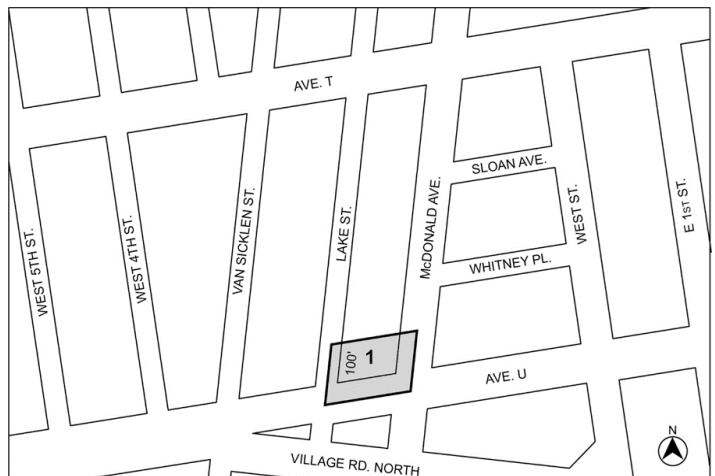 AVE. T
SLOAN AVE.
WEST 5TH ST.
WEST 4TH ST.
VAN SICKLEN ST.
LAKE ST.
McDONALD AVE.
WEST ST.
E 1ST ST.
WHITNEY PL.
100'
1
AVE. U
VILLAGE RD. NORTH
N